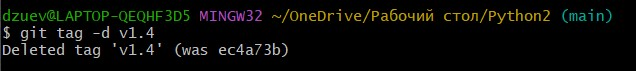 dzuev@LAPTOP-QEQHF3D5 MINGW32 ~/OneDrive/Рабочий стол/Python2 (main)
$ git tag -d v1.4
Deleted tag 'v1.4' (was ec4a73b)